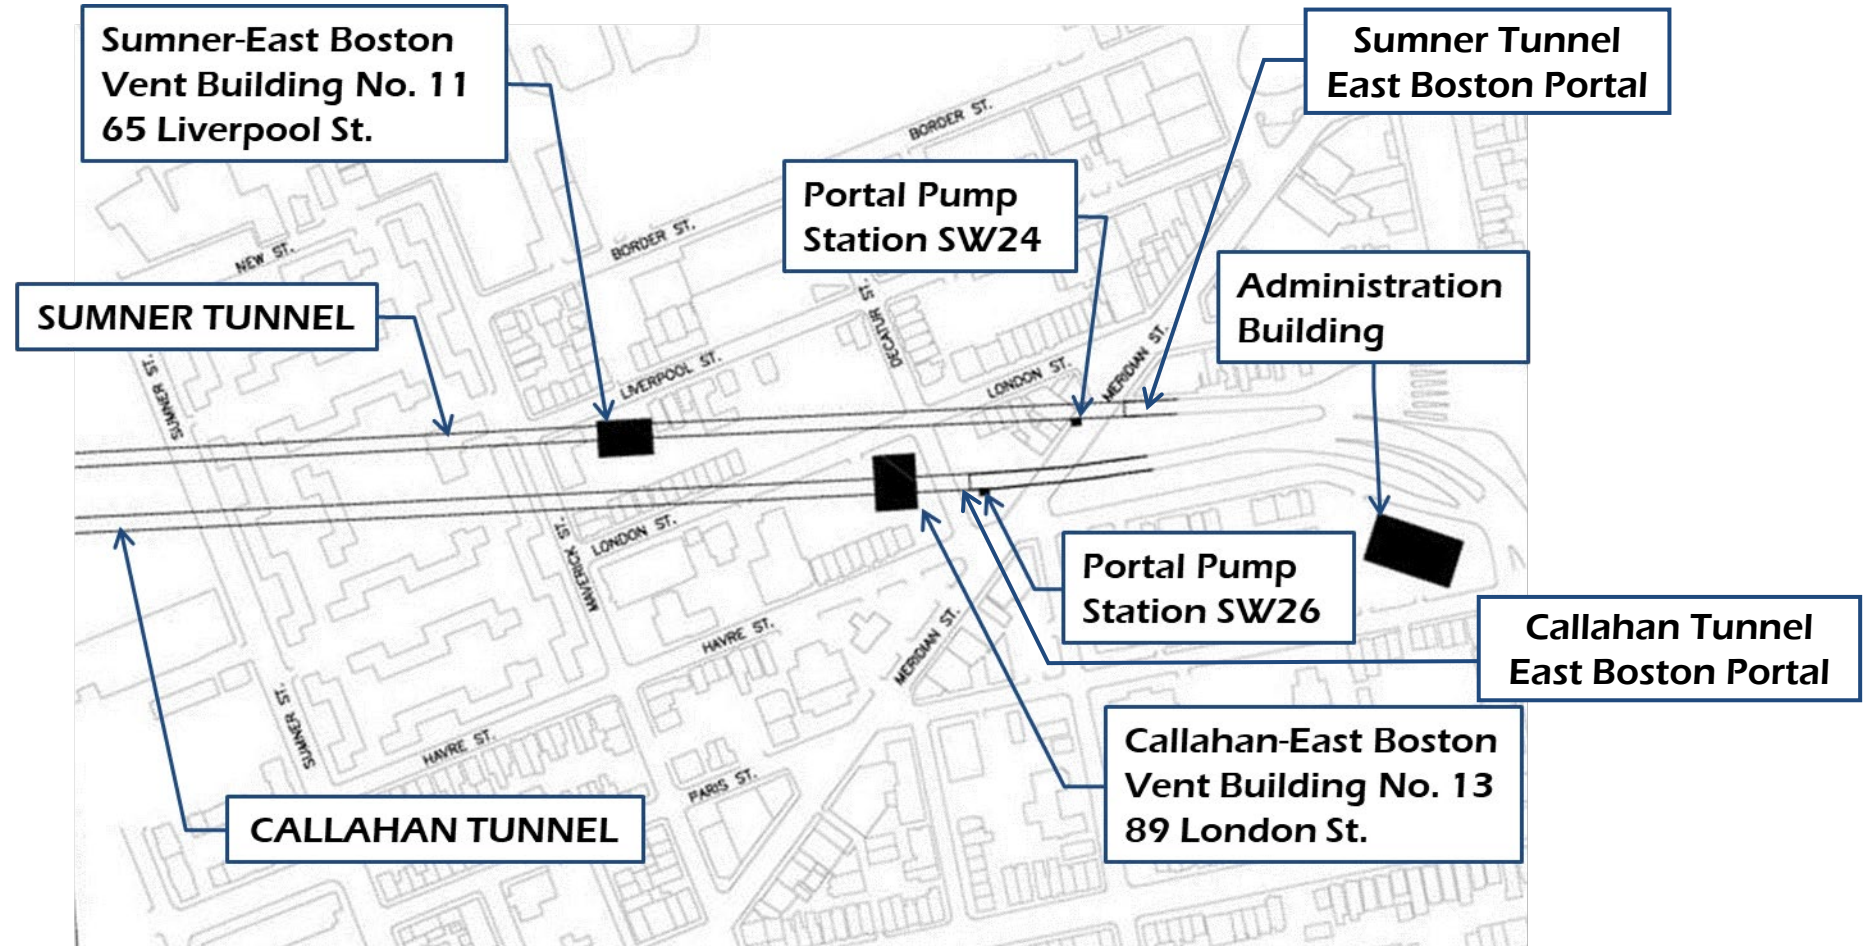 Sumner-East Boston
Vent Building No. 11
65 Liverpool St.
Sumner Tunnel
East Boston Portal
BORDER ST.
Portal Pump
Station SW24
BORDER ST.
NEW ST.
Administration
Building
SUMNER TUNNEL
DECATUR ST.
SUMNER ST.
LIVERPOOL ST.
LONDON ST.
MERIDIAN ST.
MAVERICK ST.
LONDON ST.
Portal Pump
Station SW26
HAVRE ST.
MERIDIAN ST.
Callahan Tunnel
East Boston Portal
SUMNER ST.
HAVRE ST.
PARIS ST.
Callahan-East Boston
Vent Building No. 13
89 London St.
CALLAHAN TUNNEL